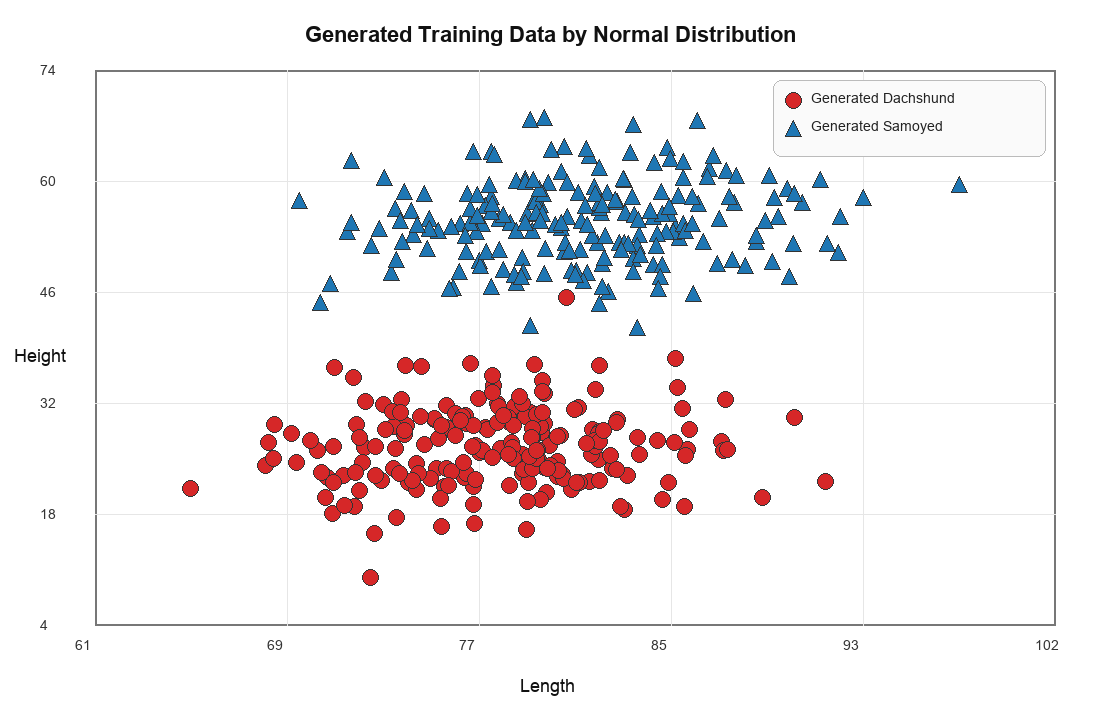 Generated Training Data by Normal Distribution
74
Generated Dachshund
Generated Samoyed
60
46
Height
32
18
4
61 69 77 85 93 102
Length